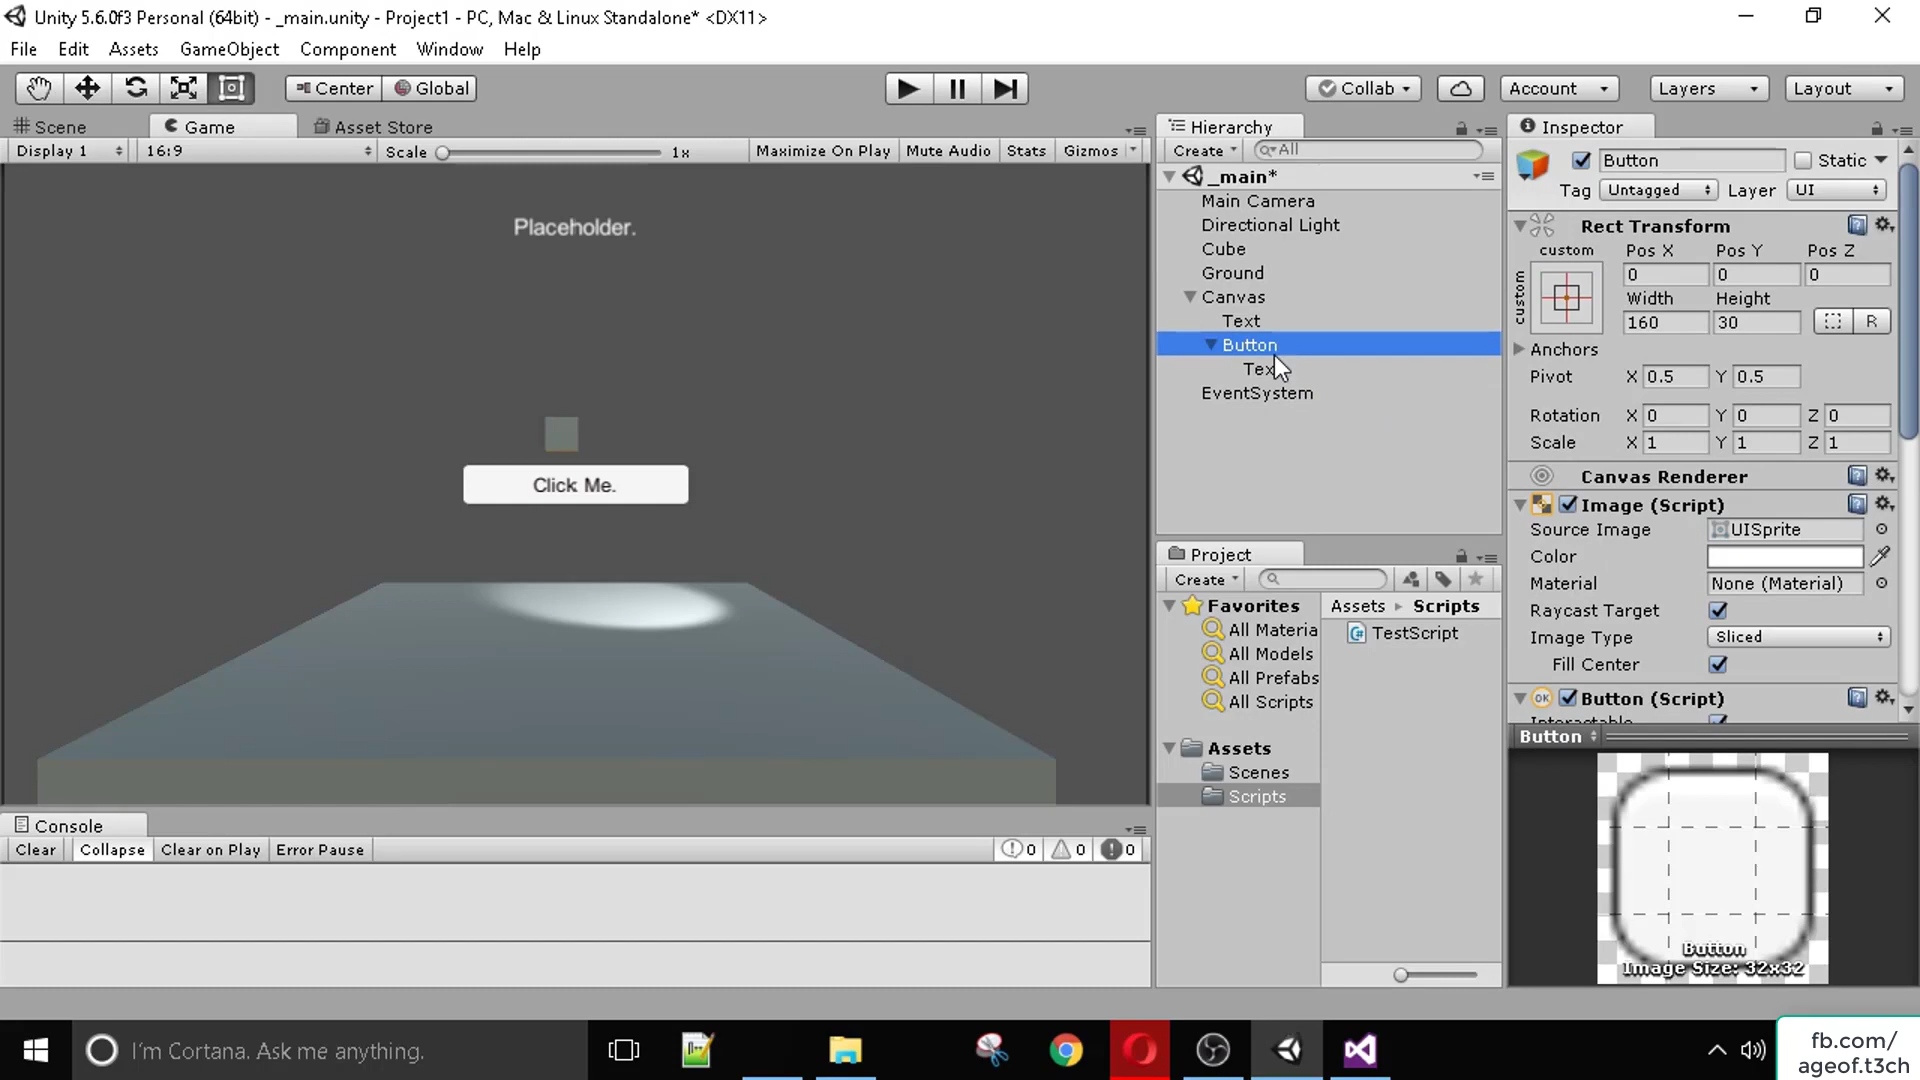 Unity 5.6.0f3 Personal (64bit) - _main.unity - Project1 - PC, Mac & Linux Standalone* <DX11>
File Edit Assets GameObject Component Window Help
Center Global Collab Account Layers Layout
Scene Game Asset Store
Display 1 16:9 Scale 1x Maximize On Play Mute Audio Stats Gizmos
Placeholder.
Click Me.
Console
Clear Collapse Clear on Play Error Pause 0 0 0
Hierarchy
Create All
_main*
Main Camera
Directional Light
Cube
Ground
Canvas
Text
Button
EventSystem
Project
Create
Favorites
All Materia
All Models
All Prefabs
All Scripts
Assets
Scenes
Scripts
Assets Scripts
TestScript
Inspector
Button Static
Tag Untagged Layer UI
Rect Transform
custom Pos X Pos Y Pos Z
custom
0 0 0
Width Height
160 30 R
Anchors
Pivot X 0.5 Y 0.5
Rotation X 0 Y 0 Z 0
Scale X 1 Y 1 Z 1
Canvas Renderer
Image (Script)
Source Image UISprite
Color
Material None (Material)
Raycast Target
Image Type Sliced
Fill Center
OK Button (Script)
Button
Button
Image Size: 32x32
I'm Cortana. Ask me anything.
fb.com/
ageof.t3ch